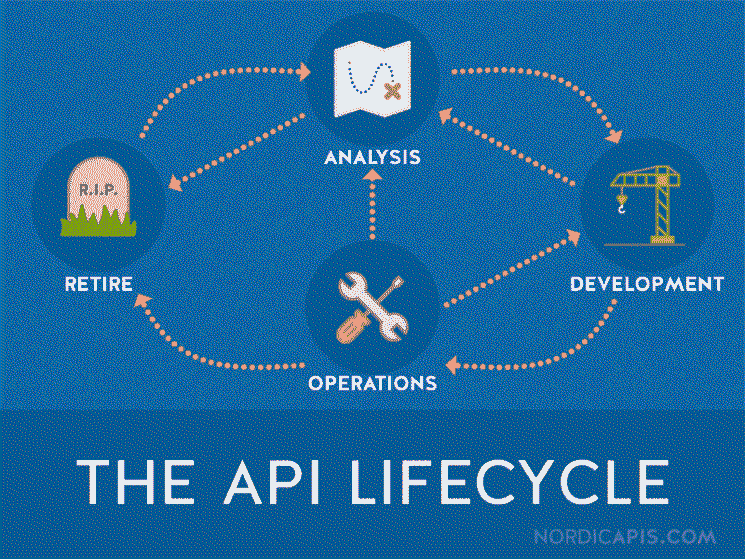 ANALYSIS
R.I.P.
RETIRE
DEVELOPMENT
OPERATIONS
THE API LIFECYCLE
NORDICAPIS.COM